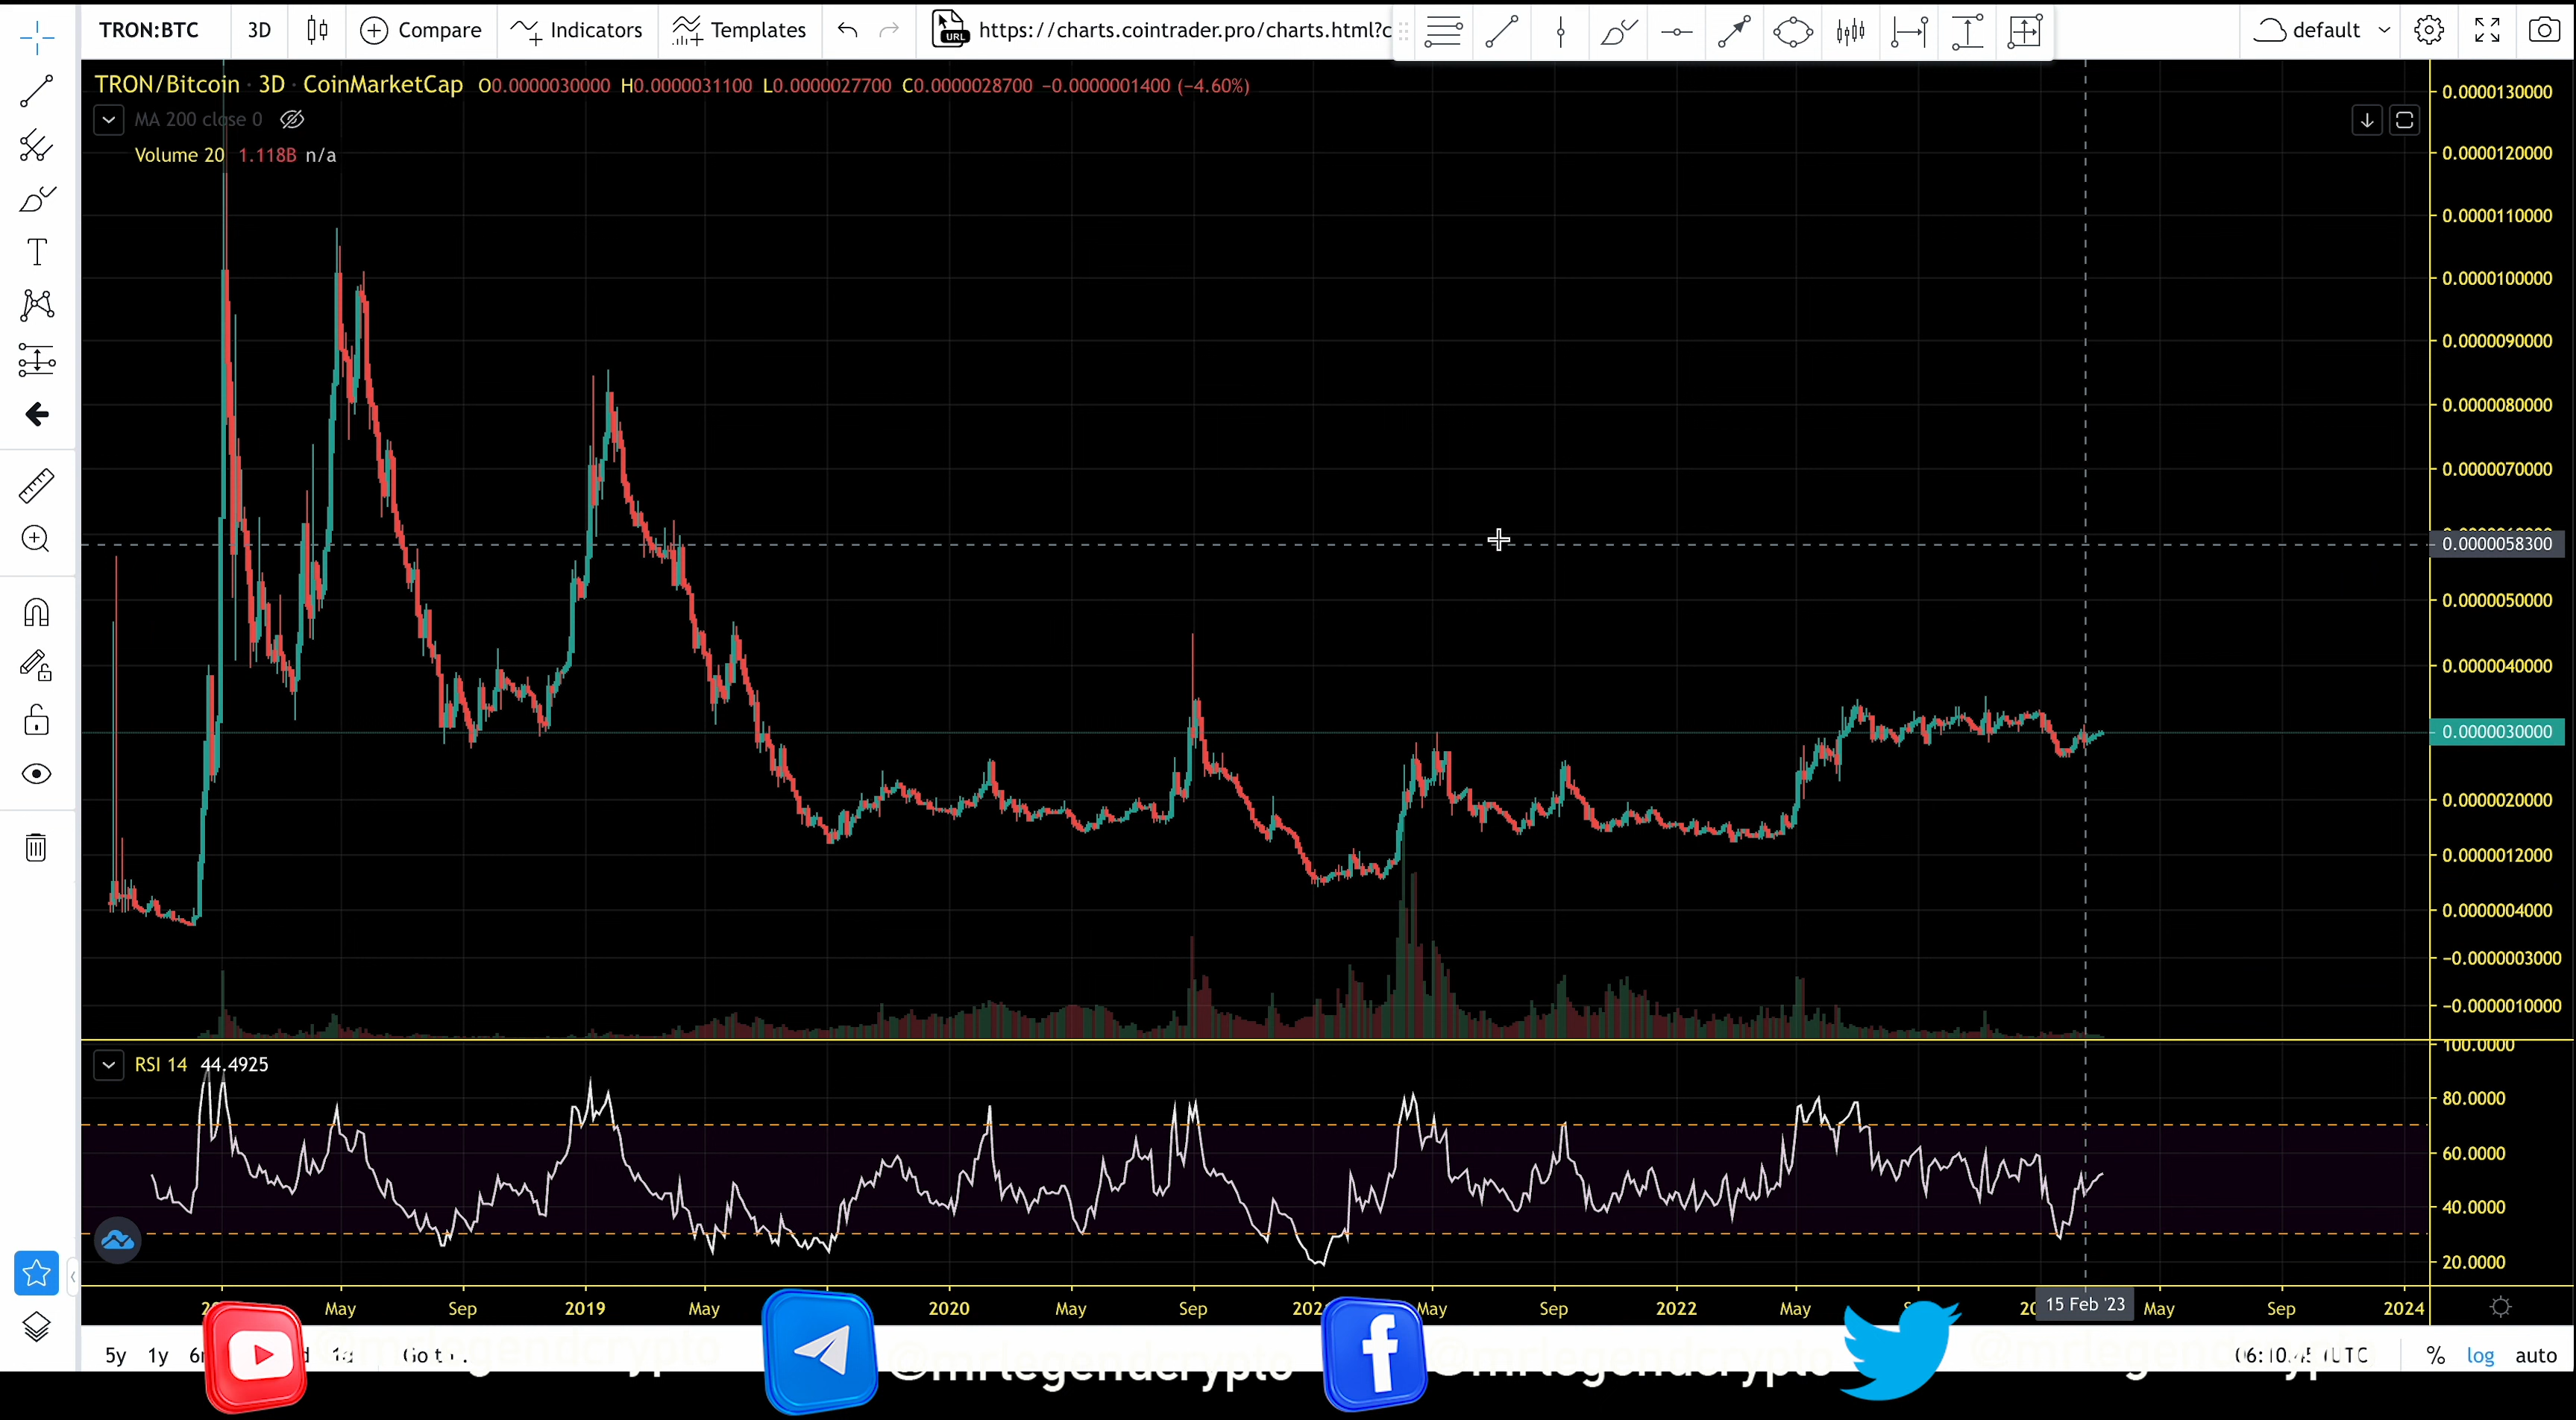 TRON:BTC 3D Compare Indicators Templates https://charts.cointrader.pro/charts.html?c default
TRON/Bitcoin · 3D · CoinMarketCap O0.0000030000 H0.0000031100 L0.0000027700 C0.0000028700 −0.0000001400 (−4.60%)
MA 200 close 0
Volume 20 1.118B n/a
0.0000130000
0.0000120000
0.0000110000
0.0000100000
0.0000090000
0.0000080000
0.0000070000
0.0000058300
0.0000050000
0.0000040000
0.0000030000
0.0000020000
0.0000012000
0.0000004000
−0.0000003000
−0.0000010000
RSI 14 44.4925
100.0000
80.0000
60.0000
40.0000
20.0000
May Sep 2019 May 2020 May Sep May Sep 2022 May 15 Feb '23 May Sep 2024
5y 1y
@mrlegendcrypto @mrlegendcrypto
% log auto